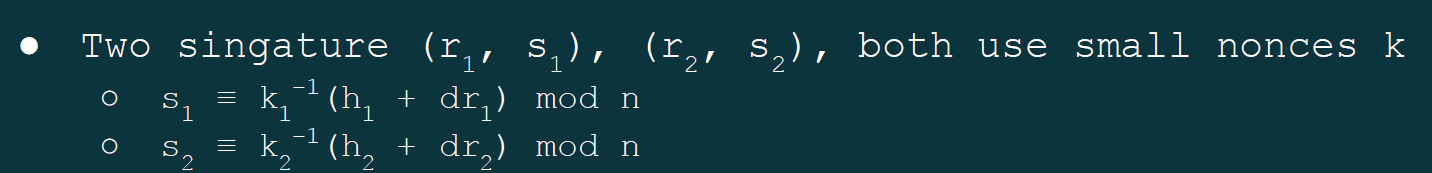 ● Two singature (r₁, s₁), (r₂, s₂), both use small nonces k
○ s₁ ≡ k₁⁻¹(h₁ + dr₁) mod n
○ s₂ ≡ k₂⁻¹(h₂ + dr₂) mod n